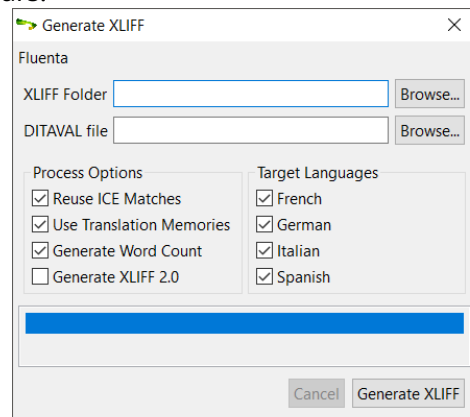 Generate XLIFF
Fluenta
XLIFF Folder Browse...
DITAVAL file Browse...
Process Options
Reuse ICE Matches
Use Translation Memories
Generate Word Count
Generate XLIFF 2.0
Target Languages
French
German
Italian
Spanish
Cancel Generate XLIFF